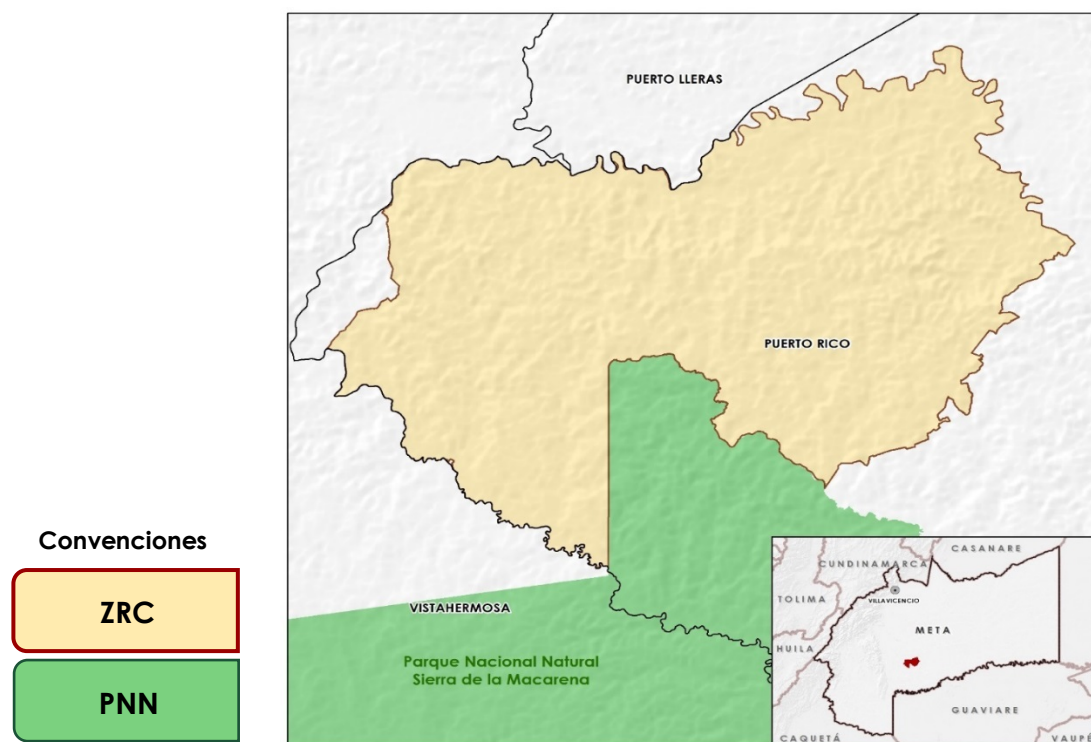 PUERTO LLERAS
PUERTO RICO
Convenciones
ZRC
PNN
VISTAHERMOSA
Parque Nacional Natural
Sierra de la Macarena
CASANARE
CUNDINAMARCA
TOLIMA
VILLAVICENCIO
META
HUILA
GUAVIARE
CAQUETÁ
VAUPÉ